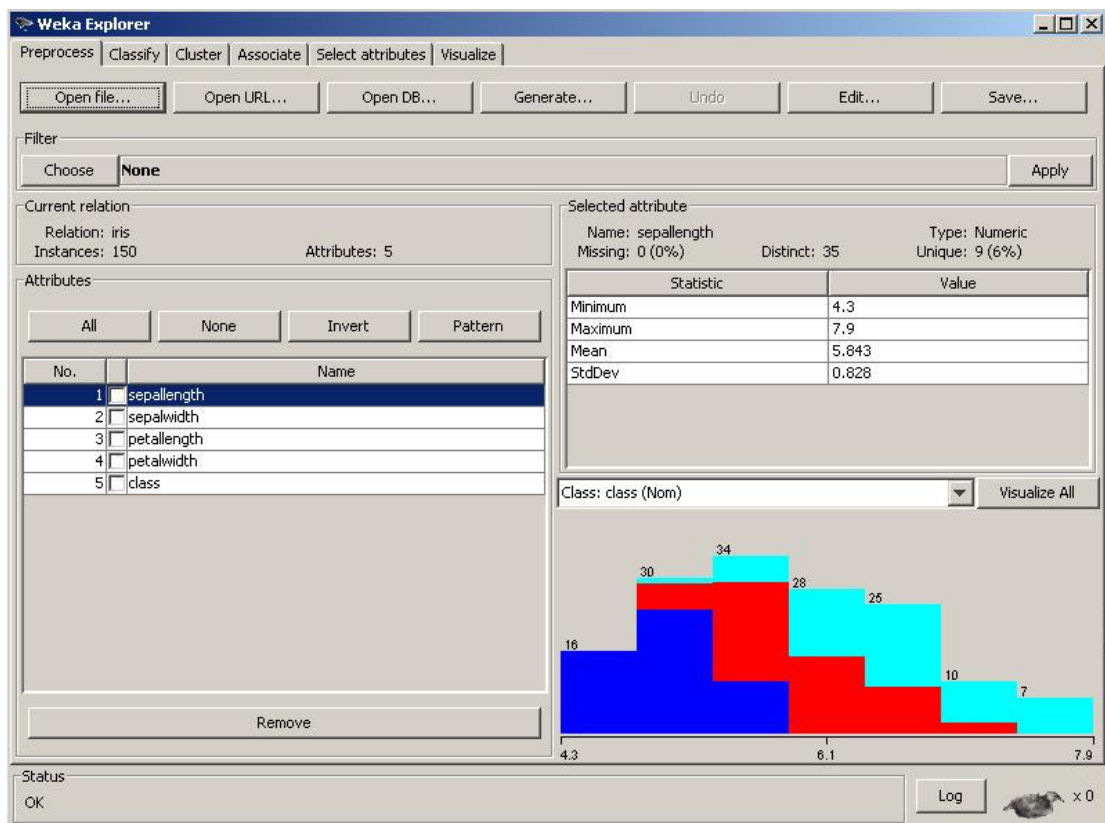 Weka Explorer
Preprocess Classify Cluster Associate Select attributes Visualize
Open file... Open URL... Open DB... Generate... Undo Edit... Save...
Filter
Choose None Apply
Current relation
Relation: iris
Instances: 150 Attributes: 5
Attributes
All None Invert Pattern
No. Name
1 sepallength
2 sepalwidth
3 petallength
4 petalwidth
5 class
Remove
Selected attribute
Name: sepallength Type: Numeric
Missing: 0 (0%) Distinct: 35 Unique: 9 (6%)
Statistic Value
Minimum 4.3
Maximum 7.9
Mean 5.843
StdDev 0.828
Class: class (Nom) Visualize All
16 30 34 28 25 10 7
4.3 6.1 7.9
Status
OK Log x 0